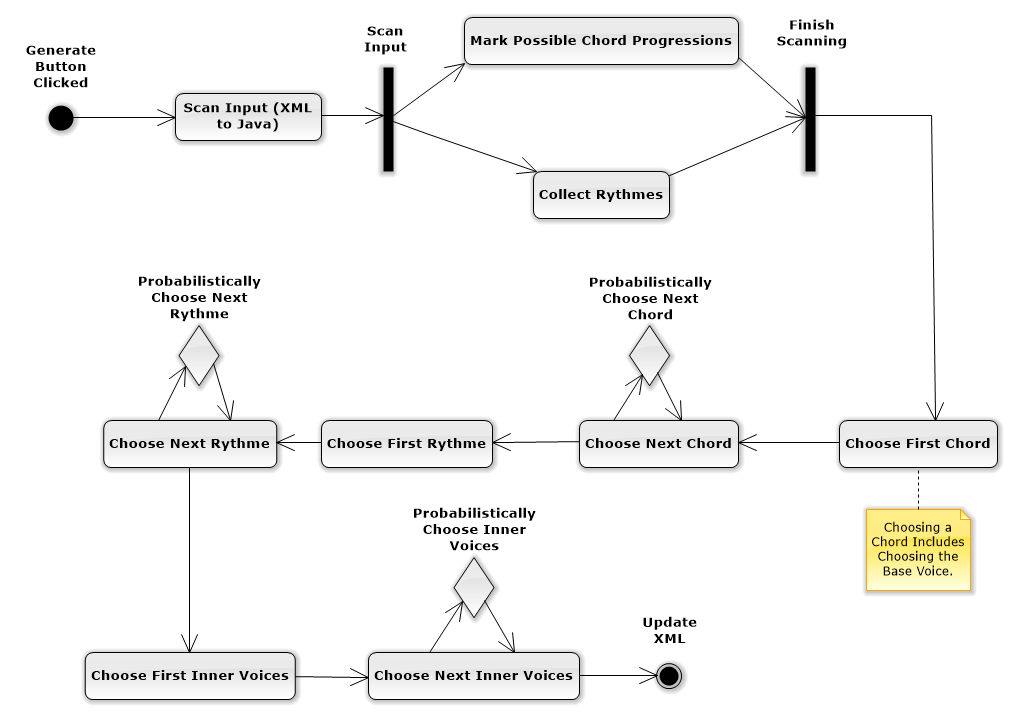 Generate
Button
Clicked
Scan Input (XML
to Java)
Scan
Input
Mark Possible Chord Progressions
Collect Rythmes
Finish
Scanning
Choose First Chord
Choosing a
Chord Includes
Choosing the
Base Voice.
Probabilistically
Choose Next
Chord
Choose Next Chord
Choose First Rythme
Probabilistically
Choose Next
Rythme
Choose Next Rythme
Choose First Inner Voices
Probabilistically
Choose Inner
Voices
Choose Next Inner Voices
Update
XML